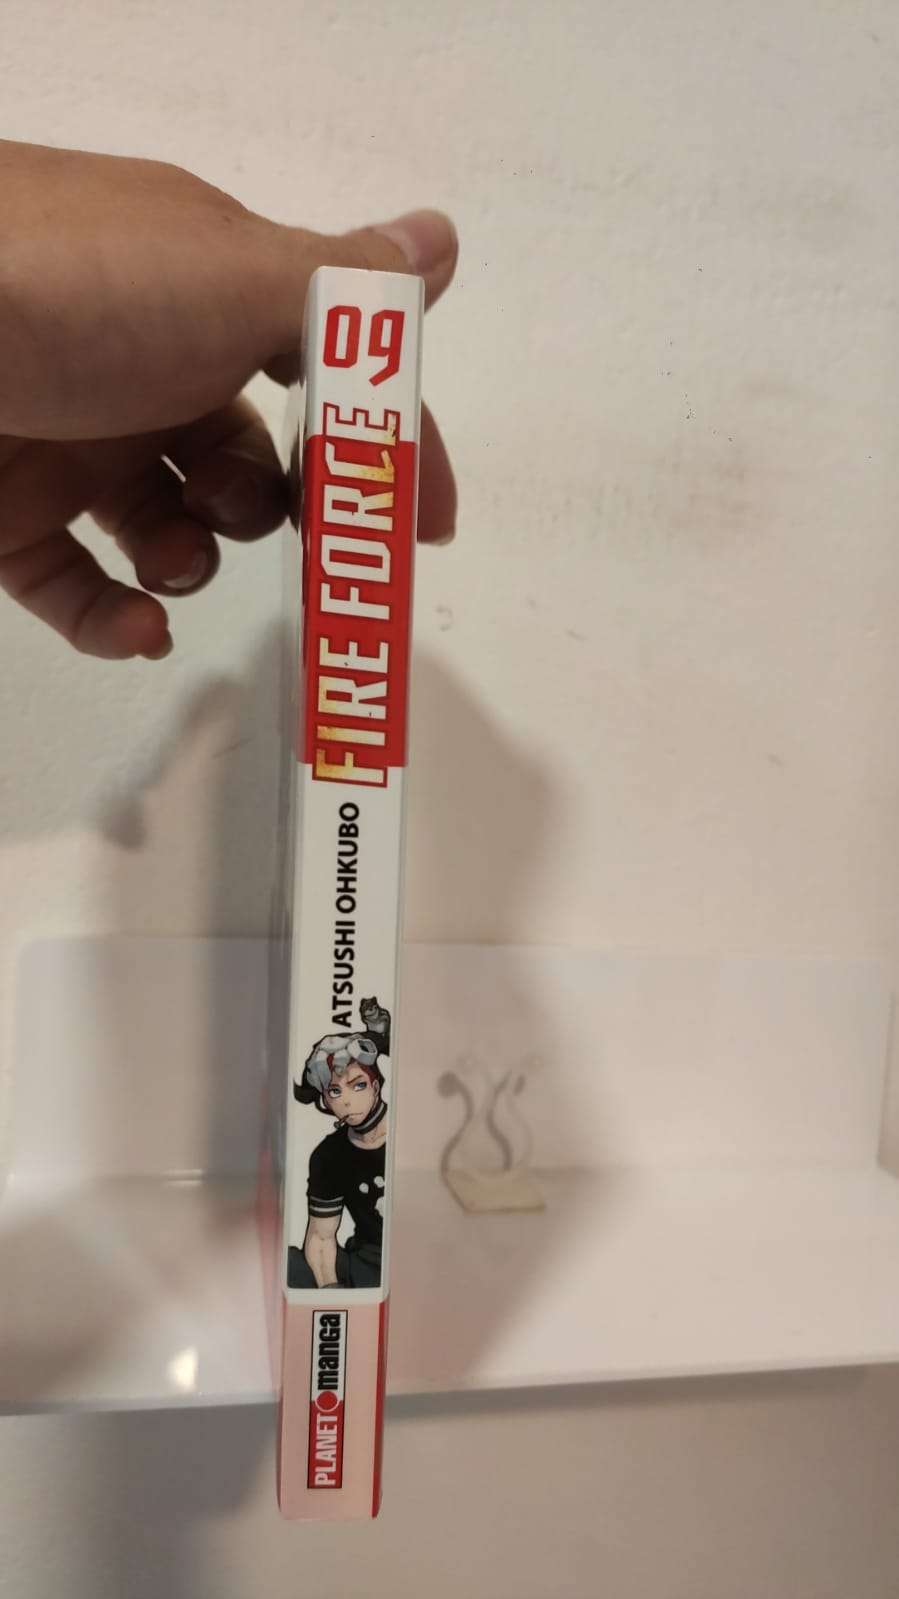 09
FIRE FORCE
ATSUSHI OHKUBO
PLANET manga